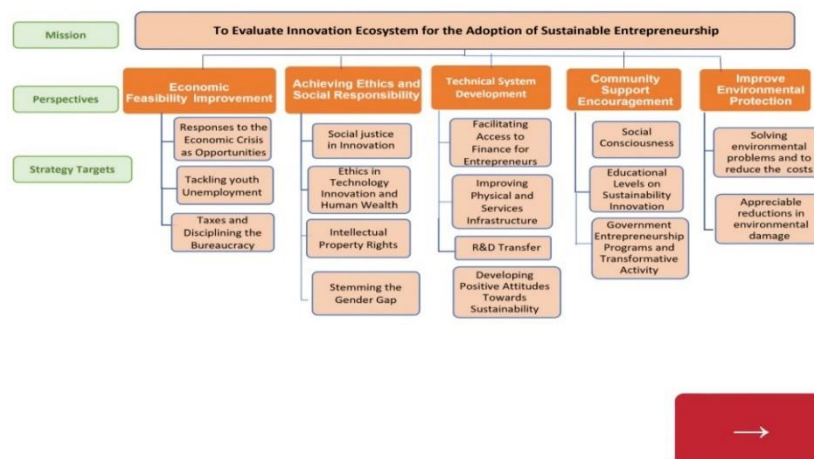 Mission
To Evaluate Innovation Ecosystem for the Adoption of Sustainable Entrepreneurship
Perspectives
Economic
Feasibility Improvement
Achieving Ethics and
Social Responsibility
Technical System
Development
Community
Support
Encouragement
Improve
Environmental
Protection
Strategy Targets
Responses to the
Economic Crisis
as Opportunities
Tackling youth
Unemployment
Taxes and
Disciplining the
Bureaucracy
Social justice
in Innovation
Ethics in
Technology
Innovation and
Human Wealth
Intellectual
Property Rights
Stemming the
Gender Gap
Facilitating
Access to
Finance for
Entrepreneurs
Improving
Physical and
Services
Infrastructure
R&D Transfer
Developing
Positive Attitudes
Towards
Sustainability
Social
Consciousness
Educational
Levels on
Sustainability
Innovation
Government
Entrepreneurship
Programs and
Transformative
Activity
Solving
environmental
problems and to
reduce the costs
Appreciable
reductions in
environmental
damage
→